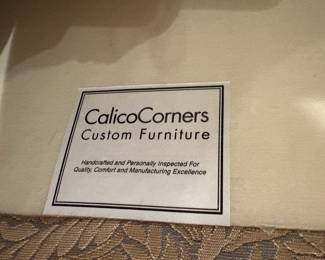 CalicoCorners
Custom Furniture
Handcrafted and Personally Inspected For
Quality, Comfort and Manufacturing Excellence